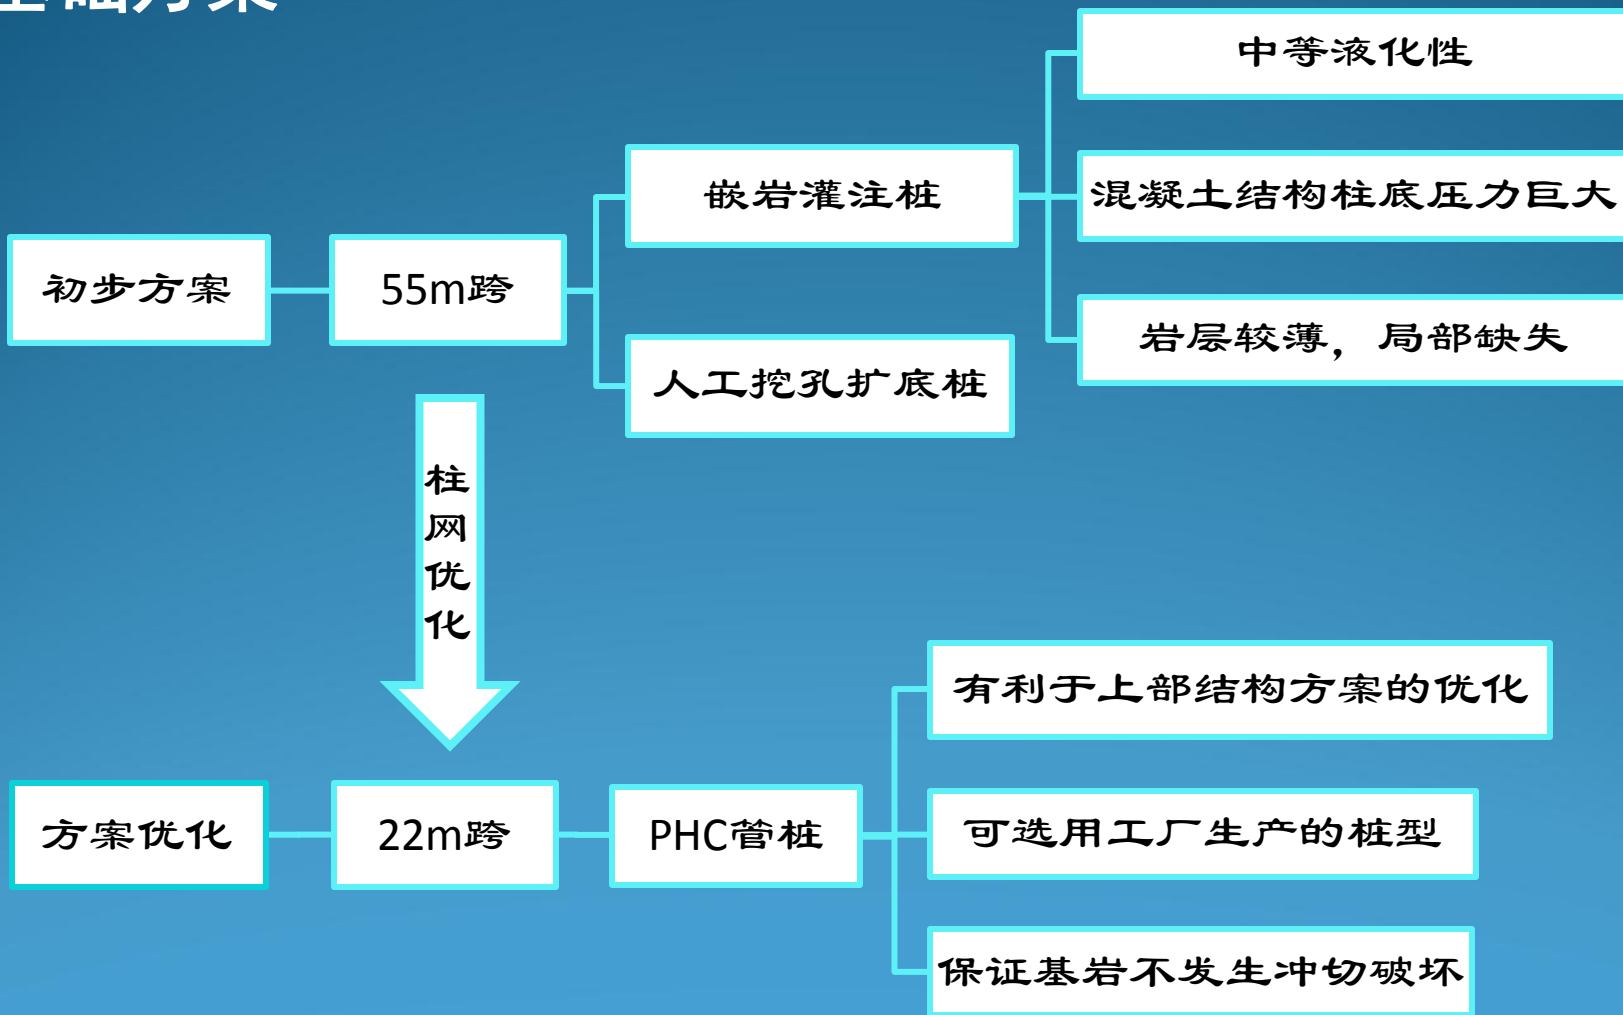 基础方案
中等液化性
嵌岩灌注桩
混凝土结构柱底压力巨大
初步方案
55m跨
岩层较薄，局部缺失
人工挖孔扩底桩
柱
网
优
化
有利于上部结构方案的优化
方案优化
22m跨
PHC管桩
可选用工厂生产的桩型
保证基岩不发生冲切破坏